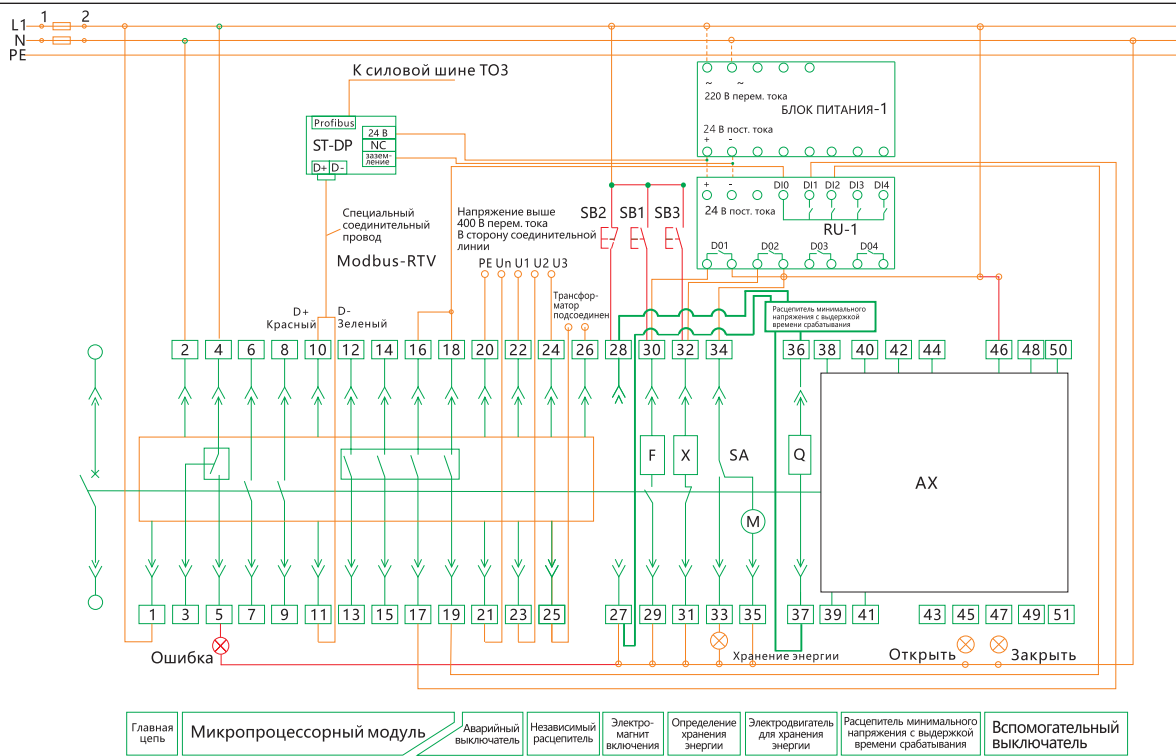 L1 1 2
N
PE
К силовой шине ТОЗ
Profibus
ST-DP
24 В
NC
зазем-
ление
D+ D-
Специальный
соединительный
провод
Modbus-RTV
D+ D-
Красный Зеленый
Напряжение выше
400 В перем. тока
В сторону соединительной
линии
PE Un U1 U2 U3
Трансфор-
матор
подсоединен
SB2 SB1 SB3
~ ~
220 В перем. тока
БЛОК ПИТАНИЯ-1
24 В пост. тока
+ -
+ - DI0 DI1 DI2 DI3 DI4
24 В пост. тока
RU-1
D01 D02 D03 D04
Расцепитель минимального
напряжения с выдержкой
времени срабатывания
2 4 6 8 10 12 14 16 18 20 22 24 26 28 30 32 34 36 38 40 42 44 46 48 50
F X SA Q
AX
M
1 3 5 7 9 11 13 15 17 19 21 23 25 27 29 31 33 35 37 39 41 43 45 47 49 51
Ошибка
Хранение энергии
Открыть Закрыть
Главная
цепь
Микропроцессорный модуль
Аварийный
выключатель
Независимый
расцепитель
Электро-
магнит
включения
Определение
хранения
энергии
Электродвигатель
для хранения
энергии
Расцепитель минимального
напряжения с выдержкой
времени срабатывания
Вспомогательный
выключатель